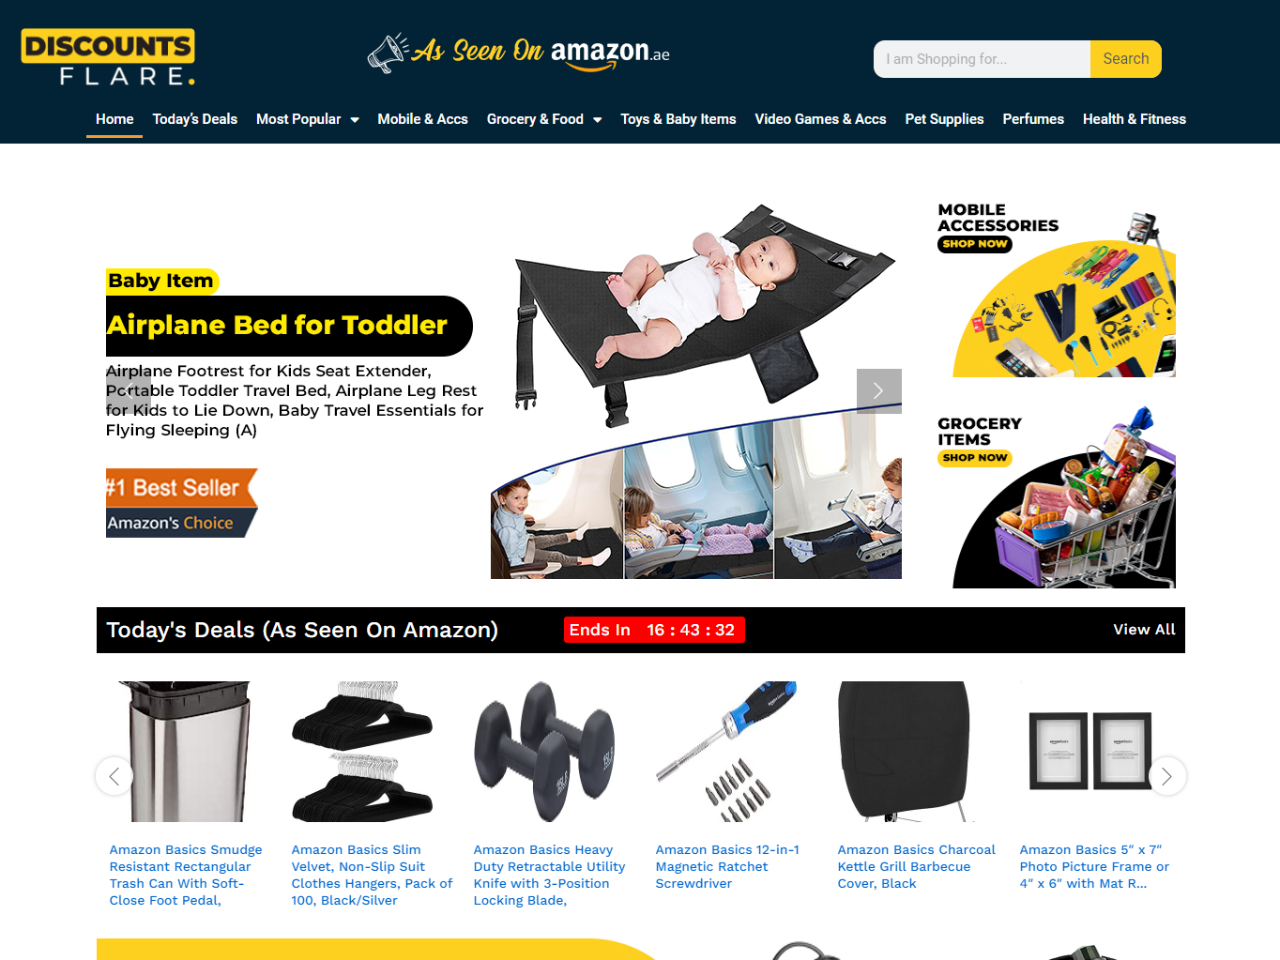 DISCOUNTS
FLARE.
As Seen On amazon.ae
I am Shopping for...
Search
Home
Today's Deals
Most Popular
Mobile & Accs
Grocery & Food
Toys & Baby Items
Video Games & Accs
Pet Supplies
Perfumes
Health & Fitness
Baby Item
Airplane Bed for Toddler
Airplane Footrest for Kids Seat Extender,
Portable Toddler Travel Bed, Airplane Leg Rest
for Kids to Lie Down, Baby Travel Essentials for
Flying Sleeping (A)
#1 Best Seller
Amazon's Choice
MOBILE
ACCESSORIES
SHOP NOW
GROCERY
ITEMS
SHOP NOW
Today's Deals (As Seen On Amazon)
Ends In 16 : 43 : 32
View All
Amazon Basics Smudge
Resistant Rectangular
Trash Can With Soft-
Close Foot Pedal,
Amazon Basics Slim
Velvet, Non-Slip Suit
Clothes Hangers, Pack of
100, Black/Silver
Amazon Basics Heavy
Duty Retractable Utility
Knife with 3-Position
Locking Blade,
Amazon Basics 12-in-1
Magnetic Ratchet
Screwdriver
Amazon Basics Charcoal
Kettle Grill Barbecue
Cover, Black
Amazon Basics 5″ x 7″
Photo Picture Frame or
4″ x 6″ with Mat R...